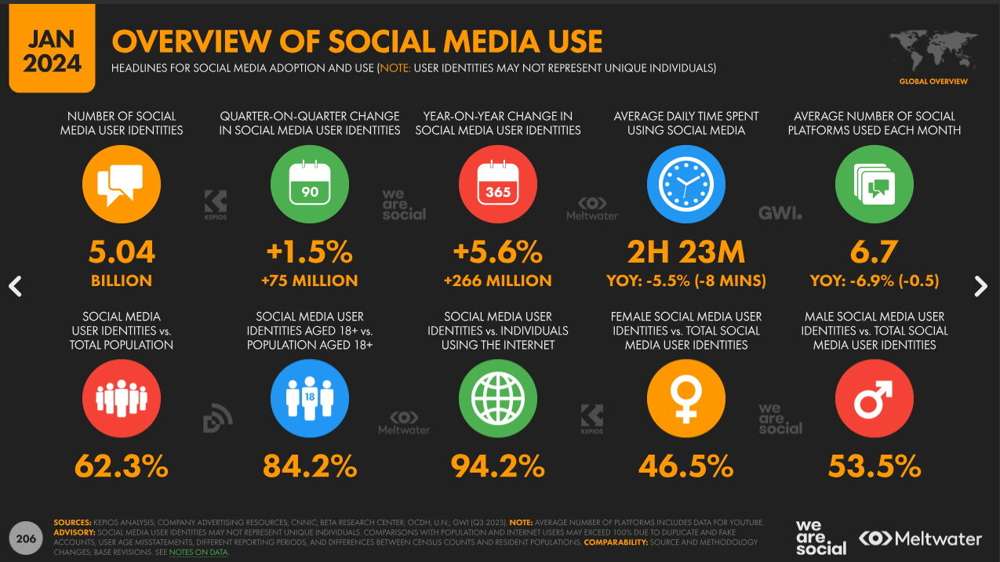 JAN
2024
OVERVIEW OF SOCIAL MEDIA USE
HEADLINES FOR SOCIAL MEDIA ADOPTION AND USE (NOTE: USER IDENTITIES MAY NOT REPRESENT UNIQUE INDIVIDUALS)
GLOBAL OVERVIEW
NUMBER OF SOCIAL
MEDIA USER IDENTITIES
QUARTER-ON-QUARTER CHANGE
IN SOCIAL MEDIA USER IDENTITIES
YEAR-ON-YEAR CHANGE IN
SOCIAL MEDIA USER IDENTITIES
AVERAGE DAILY TIME SPENT
USING SOCIAL MEDIA
AVERAGE NUMBER OF SOCIAL
PLATFORMS USED EACH MONTH
90
365
KEPIOS
we
are
social
Meltwater
GWI.
5.04
BILLION
+1.5%
+75 MILLION
+5.6%
+266 MILLION
2H 23M
YOY: -5.5% (-8 MINS)
6.7
YOY: -6.9% (-0.5)
SOCIAL MEDIA
USER IDENTITIES vs.
TOTAL POPULATION
SOCIAL MEDIA USER
IDENTITIES AGED 18+ vs.
POPULATION AGED 18+
SOCIAL MEDIA USER
IDENTITIES vs. INDIVIDUALS
USING THE INTERNET
FEMALE SOCIAL MEDIA USER
IDENTITIES vs. TOTAL SOCIAL
MEDIA USER IDENTITIES
MALE SOCIAL MEDIA USER
IDENTITIES vs. TOTAL SOCIAL
MEDIA USER IDENTITIES
18
Meltwater
KEPIOS
we
are
social
62.3%
84.2%
94.2%
46.5%
53.5%
206
SOURCES: KEPIOS ANALYSIS; COMPANY ADVERTISING RESOURCES; CNNIC; BETA RESEARCH CENTER; OCDH; U.N.; GWI (Q3 2023). NOTE: AVERAGE NUMBER OF PLATFORMS INCLUDES DATA FOR YOUTUBE.
ADVISORY: SOCIAL MEDIA USER IDENTITIES MAY NOT REPRESENT UNIQUE INDIVIDUALS. COMPARISONS WITH POPULATION AND INTERNET USERS MAY EXCEED 100% DUE TO DUPLICATE AND FAKE
ACCOUNTS, USER AGE MISSTATEMENTS, DIFFERENT REPORTING PERIODS, AND DIFFERENCES BETWEEN CENSUS COUNTS AND RESIDENT POPULATIONS. COMPARABILITY: SOURCE AND METHODOLOGY
CHANGES; BASE REVISIONS. SEE NOTES ON DATA.
we
are
social
Meltwater